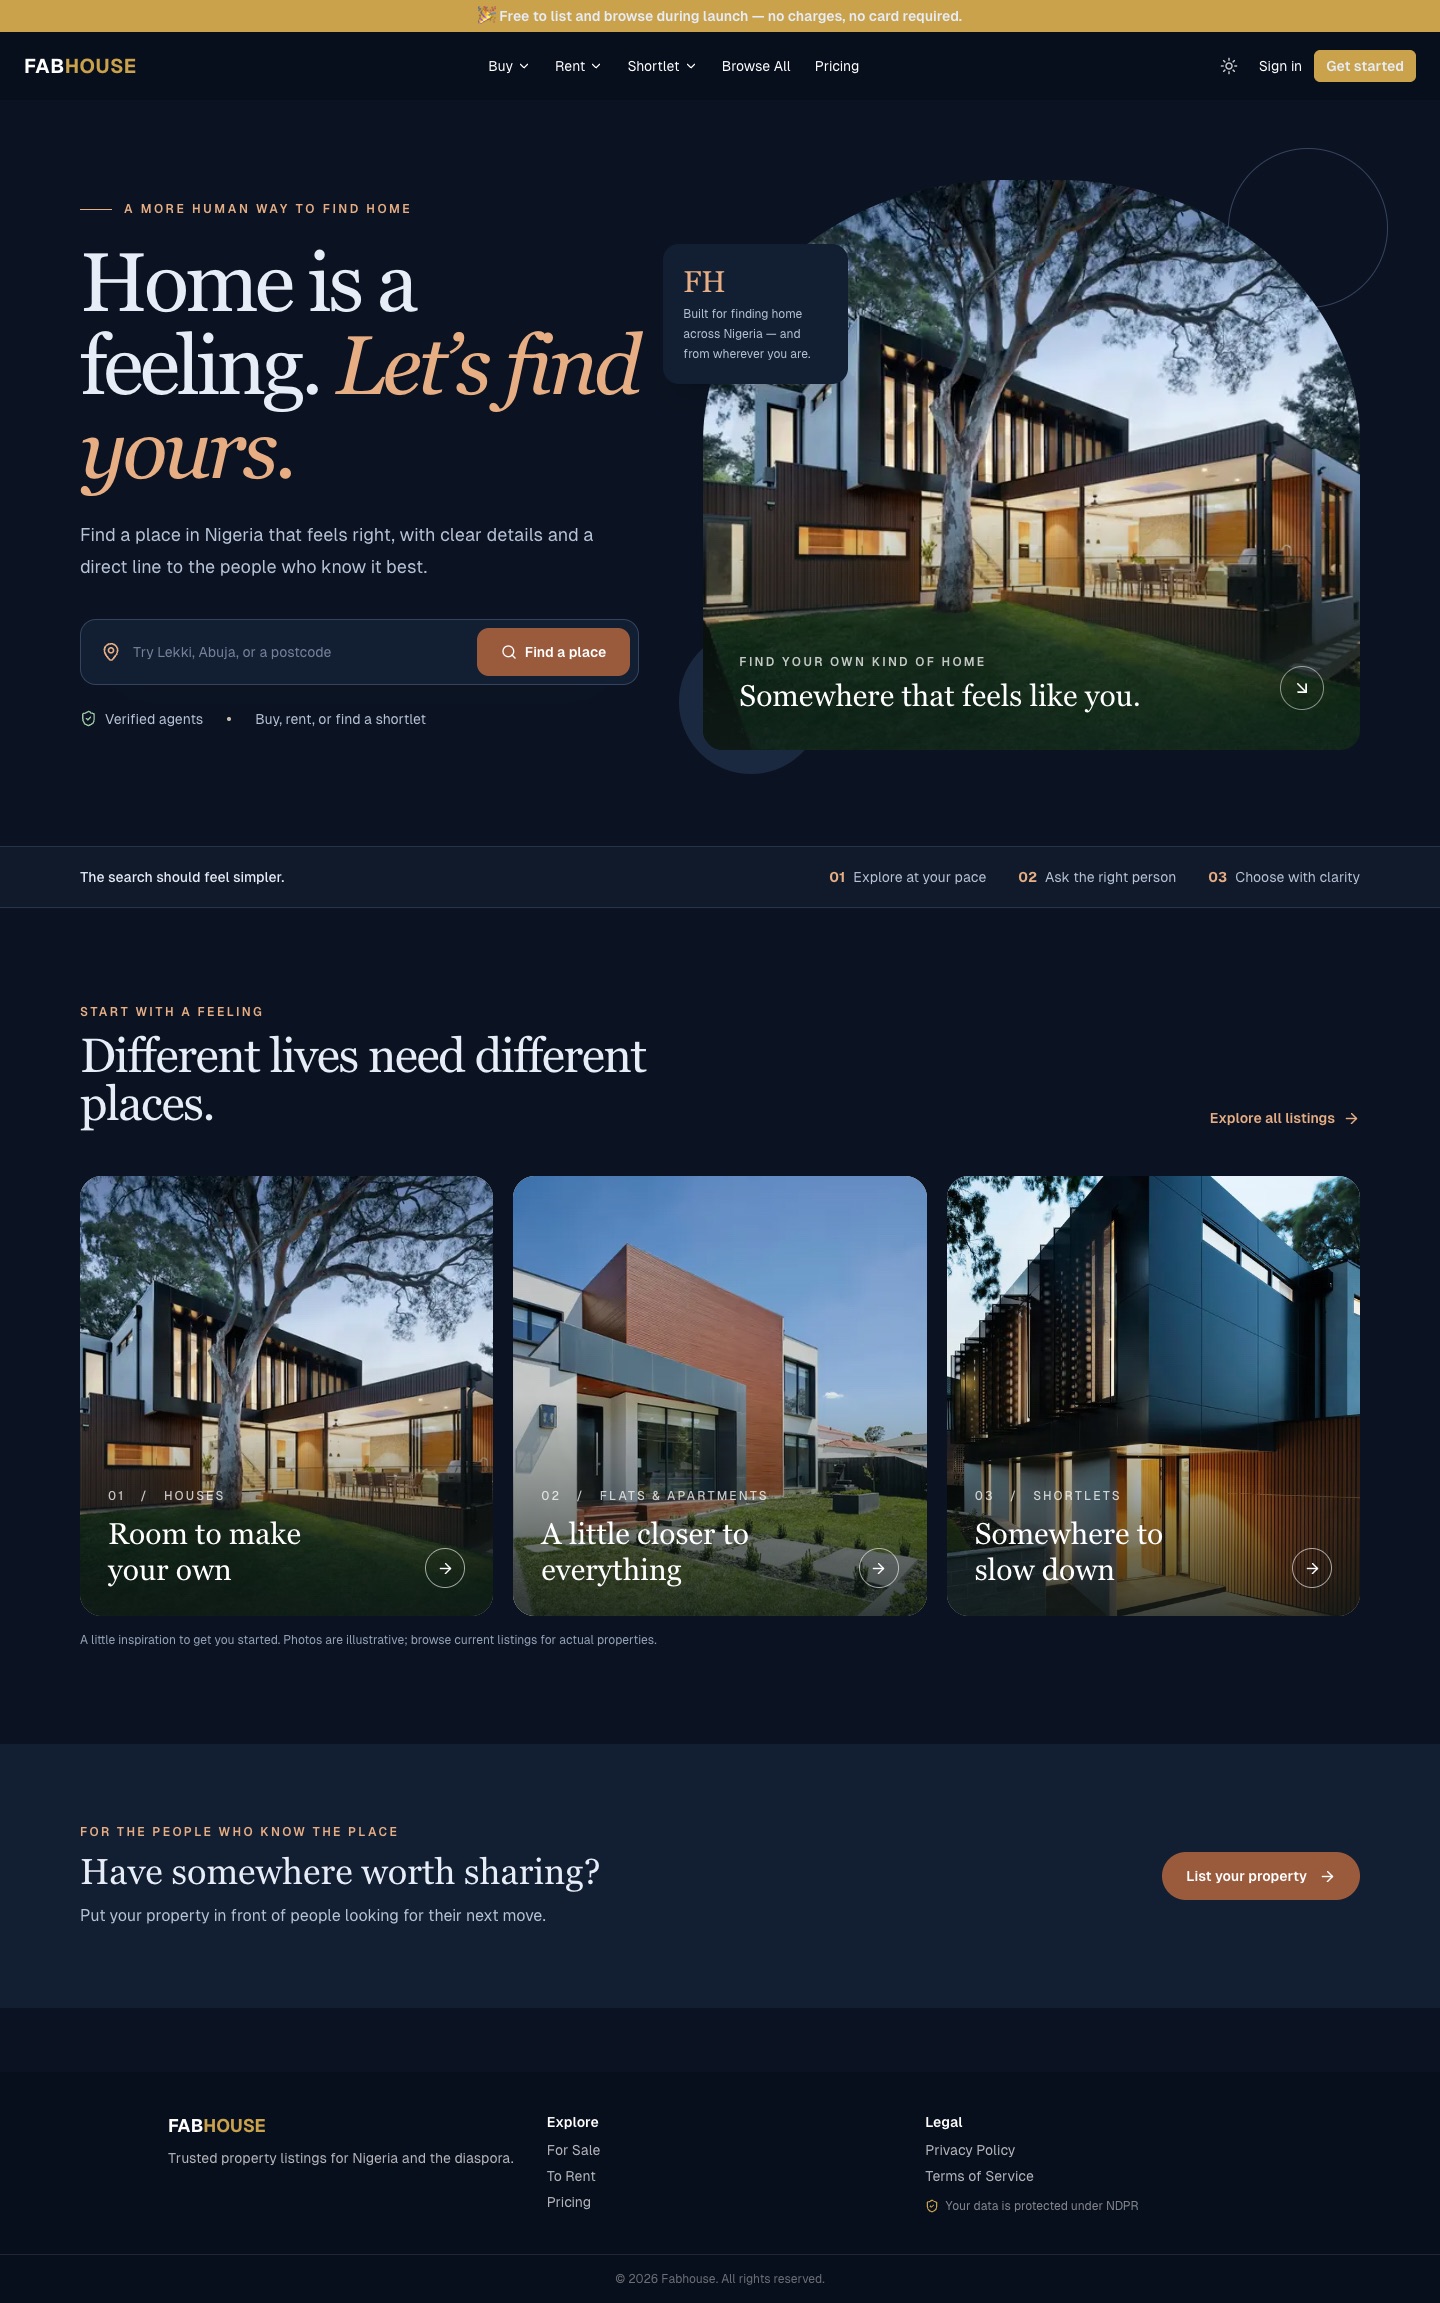 🎉 Free to list and browse during launch — no charges, no card required.
FABHOUSE
Buy
Rent
Shortlet
Browse All
Pricing
Sign in
Get started
A MORE HUMAN WAY TO FIND HOME
Home is a
feeling. Let’s find
yours.
Find a place in Nigeria that feels right, with clear details and a
direct line to the people who know it best.
Try Lekki, Abuja, or a postcode
Find a place
Verified agents • Buy, rent, or find a shortlet
FH
Built for finding home
across Nigeria — and
from wherever you are.
FIND YOUR OWN KIND OF HOME
Somewhere that feels like you.
The search should feel simpler.
01 Explore at your pace
02 Ask the right person
03 Choose with clarity
START WITH A FEELING
Different lives need different
places.
Explore all listings
01 / HOUSES
Room to make
your own
02 / FLATS & APARTMENTS
A little closer to
everything
03 / SHORTLETS
Somewhere to
slow down
A little inspiration to get you started. Photos are illustrative; browse current listings for actual properties.
FOR THE PEOPLE WHO KNOW THE PLACE
Have somewhere worth sharing?
Put your property in front of people looking for their next move.
List your property
FABHOUSE
Trusted property listings for Nigeria and the diaspora.
Explore
For Sale
To Rent
Pricing
Legal
Privacy Policy
Terms of Service
Your data is protected under NDPR
© 2026 Fabhouse. All rights reserved.